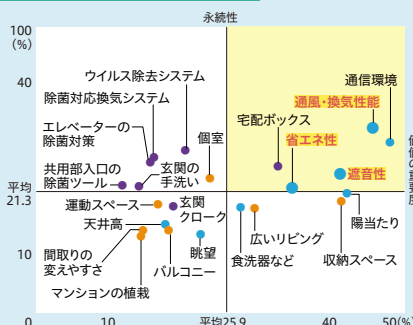 永続性
100
(%)
40
平均
21.3
10
0
10
平均25.9
40
50(%)
ウイルス除去システム
除菌対応換気システム
エレベーターの
除菌対策
個室
共用部入口の
除菌ツール
玄関の
手洗い
通信環境
通風・換気性能
宅配ボックス
省エネ性
遮音性
運動スペース
玄関
クローク
天井高
間取りの
変えやすさ
マンションの植栽
バルコニー
眺望
食洗器など
広いリビング
収納スペース
陽当たり